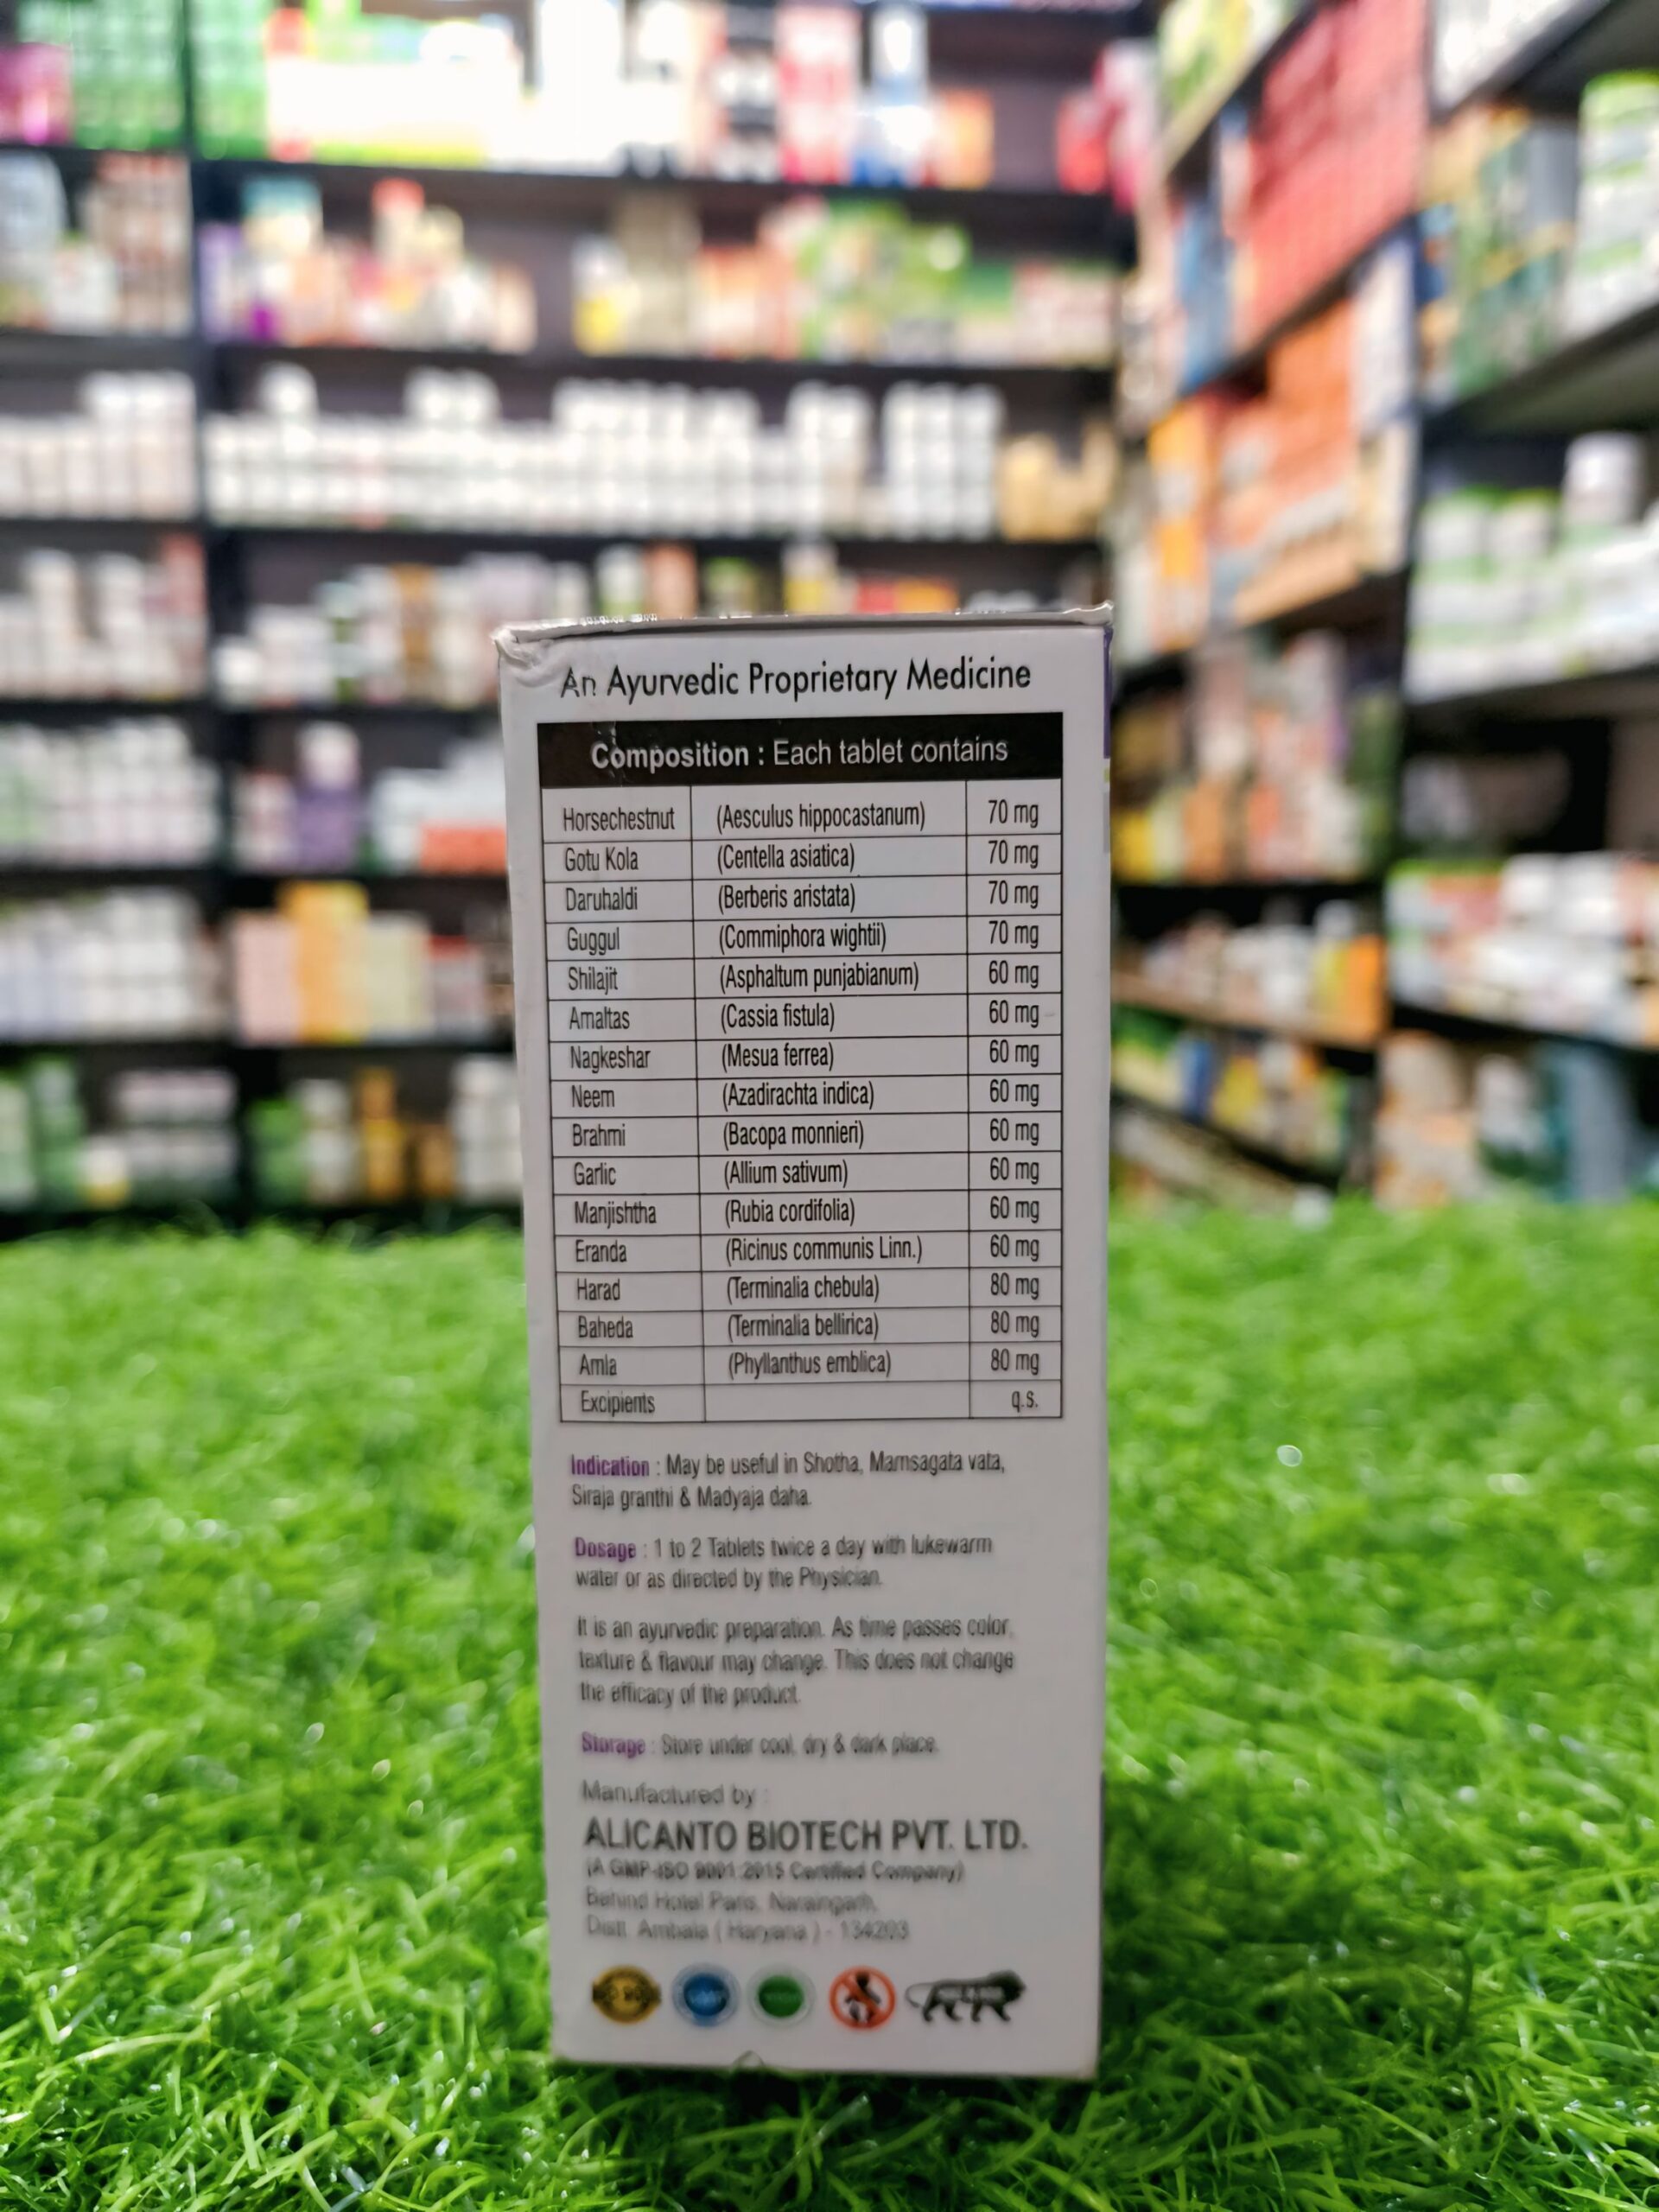 An Ayurvedic Proprietary Medicine
Composition : Each tablet contains
Horsechestnut (Aesculus hippocastanum) 70 mg
Gotu Kola (Centella asiatica) 70 mg
Daruhaldi (Berberis aristata) 70 mg
Guggul (Commiphora wightii) 70 mg
Shilajit (Asphaltum punjabianum) 60 mg
Amaltas (Cassia fistula) 60 mg
Nagkeshar (Mesua ferrea) 60 mg
Neem (Azadirachta indica) 60 mg
Brahmi (Bacopa monnieri) 60 mg
Garlic (Allium sativum) 60 mg
Manjishtha (Rubia cordifolia) 60 mg
Eranda (Ricinus communis Linn.) 60 mg
Harad (Terminalia chebula) 80 mg
Baheda (Terminalia bellirica) 80 mg
Amla (Phyllanthus emblica) 80 mg
Excipients q.s.
Indication : May be useful in Shotha, Mamsagata vata,
Siraja granthi & Madyaja daha.
Dosage : 1 to 2 Tablets twice a day with lukewarm
water or as directed by the Physician.
It is an ayurvedic preparation. As time passes color,
texture & flavour may change. This does not change
the efficacy of the product.
Storage : Store under cool, dry & dark place.
Manufactured by :
ALICANTO BIOTECH PVT. LTD.
(A GMP-ISO 9001:2015 Certified Company)
Behind Hotel Paris, Naraingarh,
Distt. Ambala ( Haryana ) - 134203